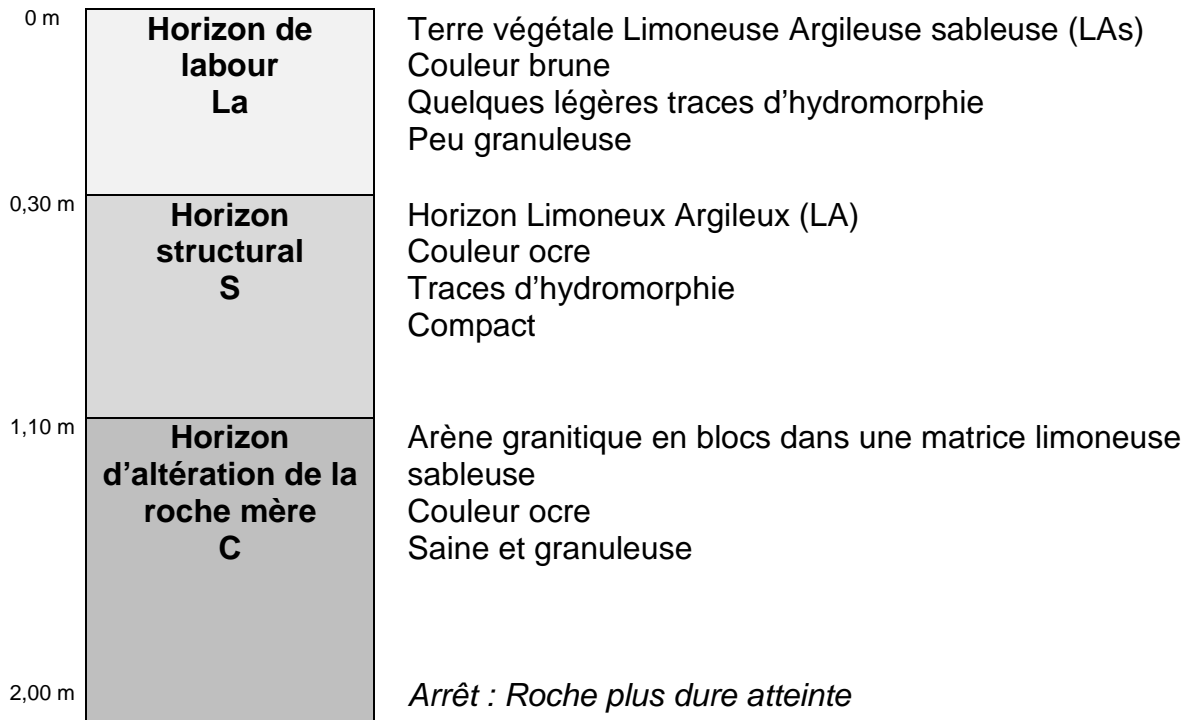 0 m
Horizon de
labour
La
Terre végétale Limoneuse Argileuse sableuse (LAs)
Couleur brune
Quelques légères traces d’hydromorphie
Peu granuleuse
0,30 m
Horizon
structural
S
Horizon Limoneux Argileux (LA)
Couleur ocre
Traces d’hydromorphie
Compact
1,10 m
Horizon
d’altération de la
roche mère
C
Arène granitique en blocs dans une matrice limoneuse
sableuse
Couleur ocre
Saine et granuleuse
2,00 m
Arrêt : Roche plus dure atteinte